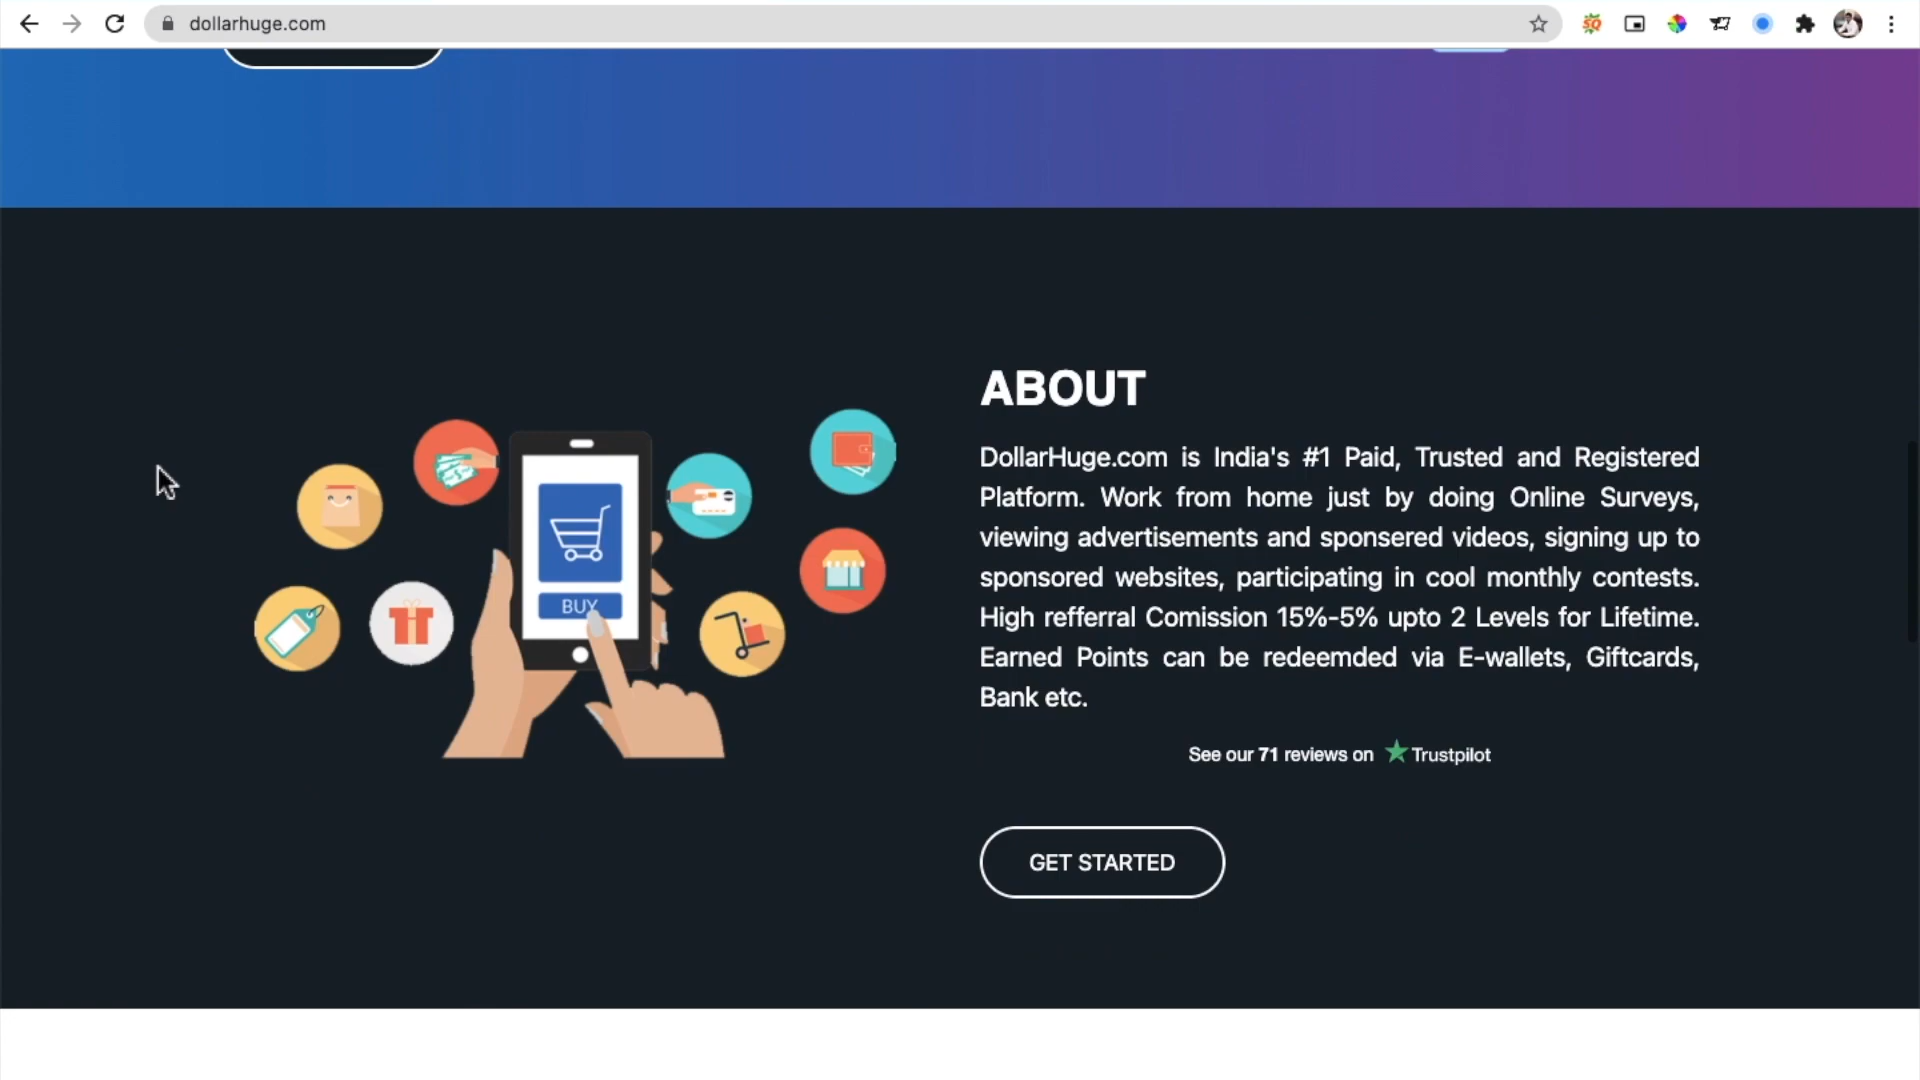 dollarhuge.com
SQ
ABOUT
DollarHuge.com is India's #1 Paid, Trusted and Registered
Platform. Work from home just by doing Online Surveys,
viewing advertisements and sponsered videos, signing up to
sponsored websites, participating in cool monthly contests.
High refferral Comission 15%-5% upto 2 Levels for Lifetime.
Earned Points can be redeemded via E-wallets, Giftcards,
Bank etc.
BUY
See our 71 reviews on Trustpilot
GET STARTED